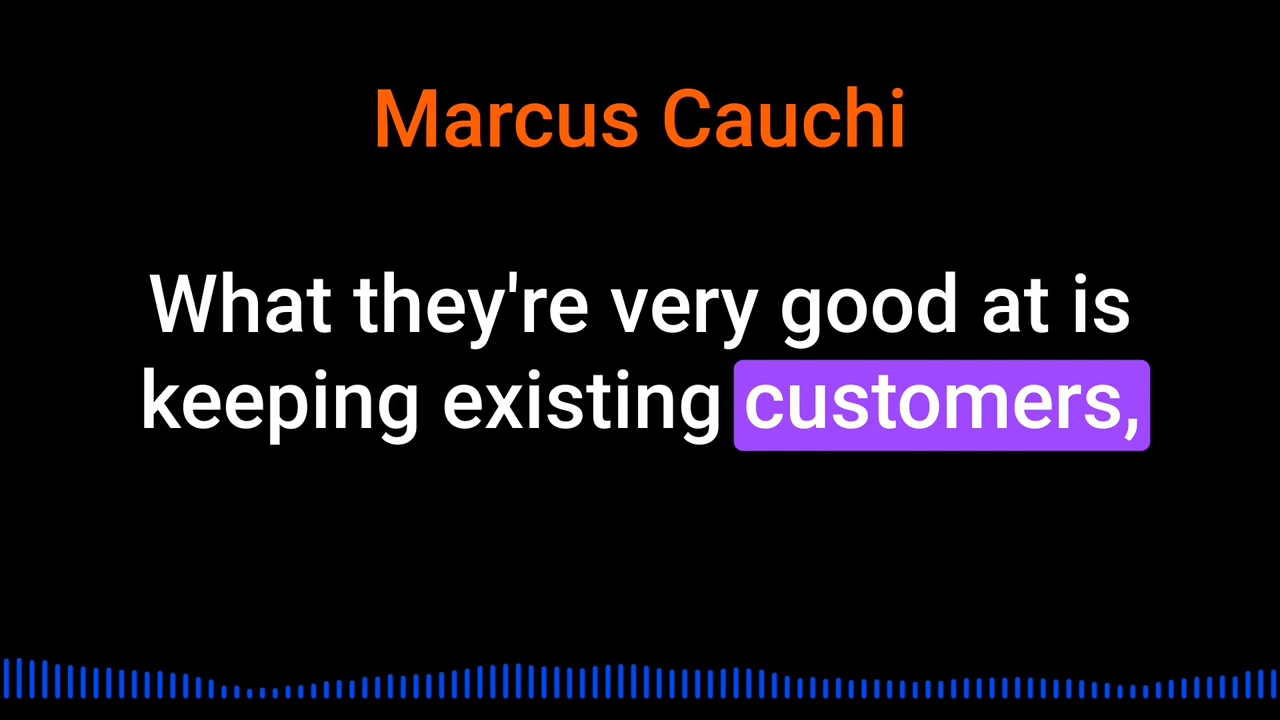 Marcus Cauchi
What they're very good at is
keeping existing customers,